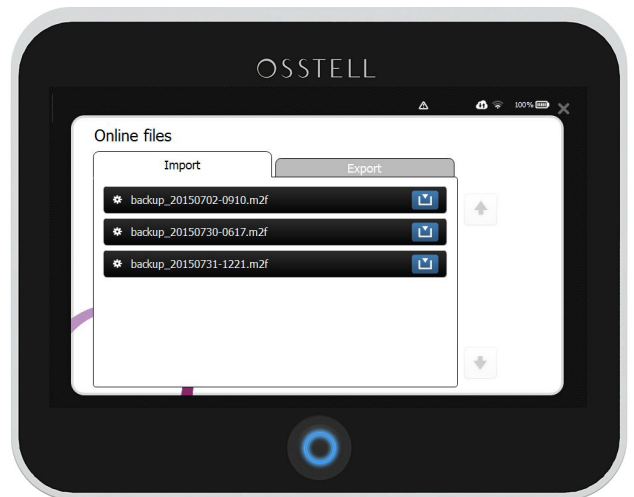 OSSTELL
100%
Online files
Import
Export
backup_20150702-0910.m2f
backup_20150730-0617.m2f
backup_20150731-1221.m2f